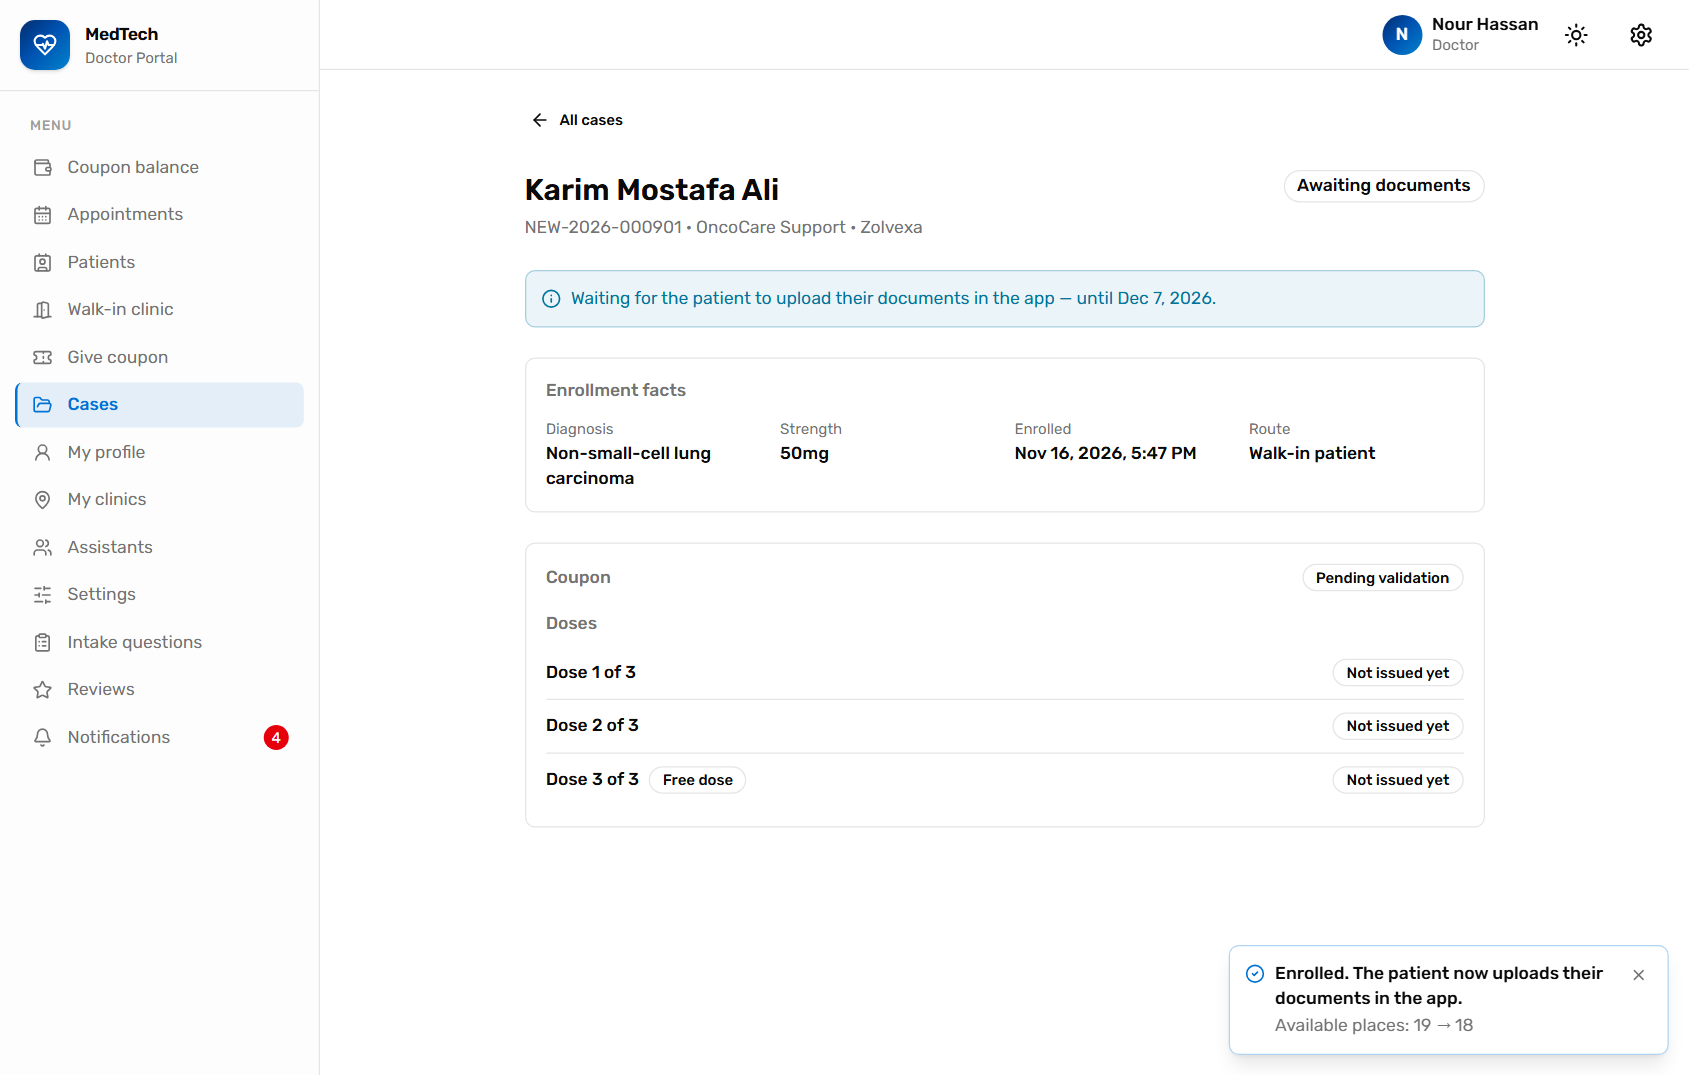 MedTech
Doctor Portal
MENU
Coupon balance
Appointments
Patients
Walk-in clinic
Give coupon
Cases
My profile
My clinics
Assistants
Settings
Intake questions
Reviews
Notifications 4
N Nour Hassan
Doctor
All cases
Karim Mostafa Ali
Awaiting documents
NEW-2026-000901 • OncoCare Support • Zolvexa
Waiting for the patient to upload their documents in the app — until Dec 7, 2026.
Enrollment facts
Diagnosis
Non-small-cell lung
carcinoma
Strength
50mg
Enrolled
Nov 16, 2026, 5:47 PM
Route
Walk-in patient
Coupon Pending validation
Doses
Dose 1 of 3 Not issued yet
Dose 2 of 3 Not issued yet
Dose 3 of 3 Free dose Not issued yet
Enrolled. The patient now uploads their
documents in the app.
Available places: 19 → 18